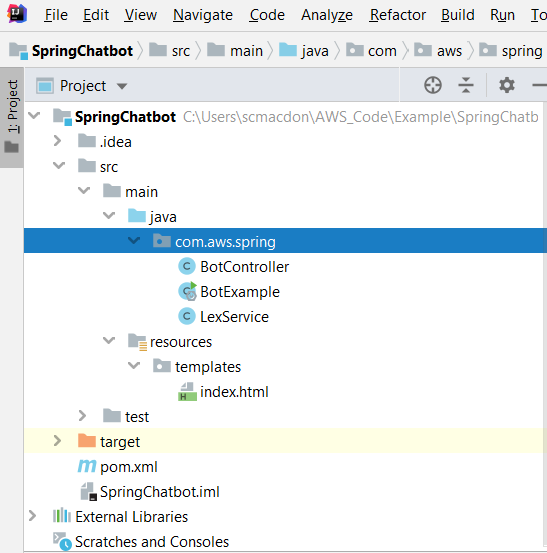 File Edit View Navigate Code Analyze Refactor Build Run To
SpringChatbot src main java com aws spring
Project
1: Project
SpringChatbot C:\Users\scmacdon\AWS_Code\Example\SpringChatb
.idea
src
main
java
com.aws.spring
BotController
BotExample
LexService
resources
templates
index.html
test
target
pom.xml
SpringChatbot.iml
External Libraries
Scratches and Consoles